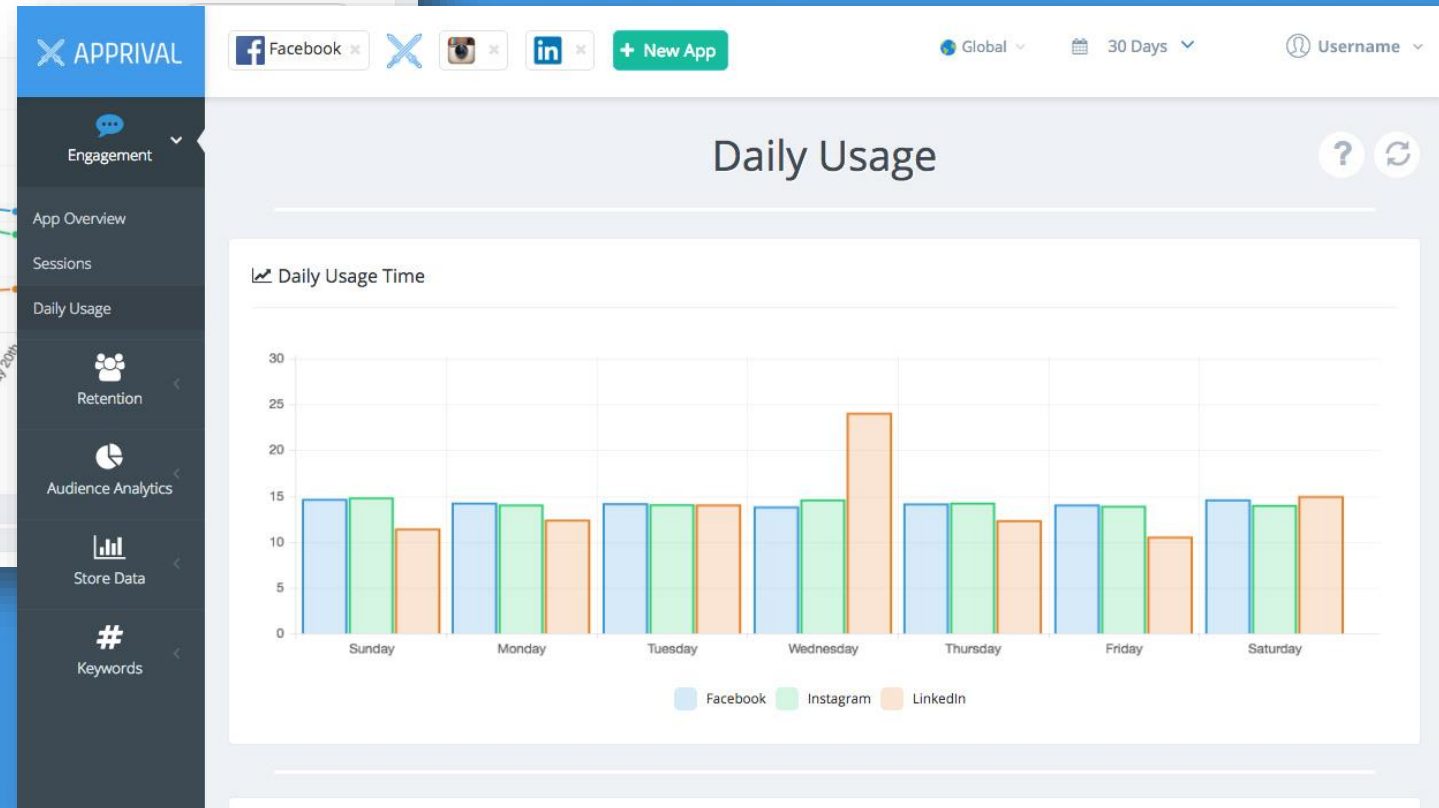 APPRIVAL
Facebook ×
×
in ×
+ New App
Global
30 Days
Username
Engagement
App Overview
Sessions
Daily Usage
Retention
Audience Analytics
Store Data
#
Keywords
20th
Daily Usage
?
Daily Usage Time
30
25
20
15
10
5
0
Sunday Monday Tuesday Wednesday Thursday Friday Saturday
Facebook Instagram LinkedIn